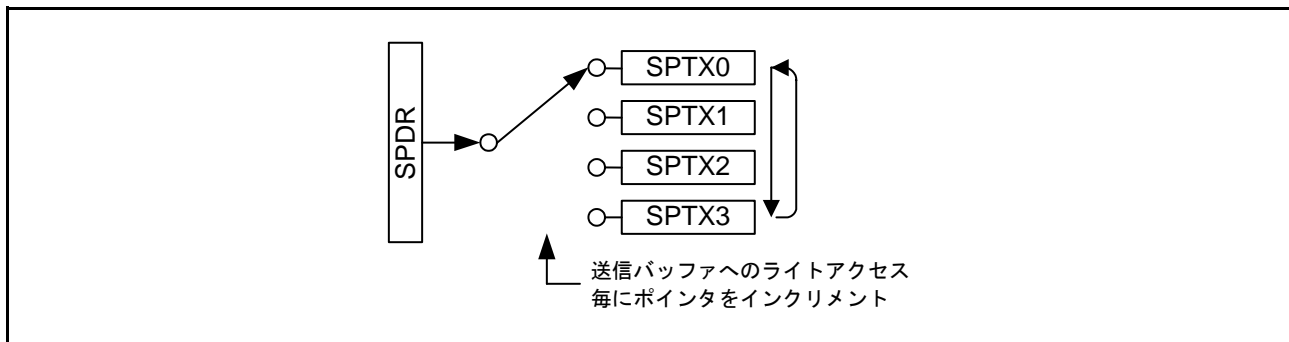 SPDR
SPTX0
SPTX1
SPTX2
SPTX3
送信バッファへのライトアクセス
毎にポインタをインクリメント